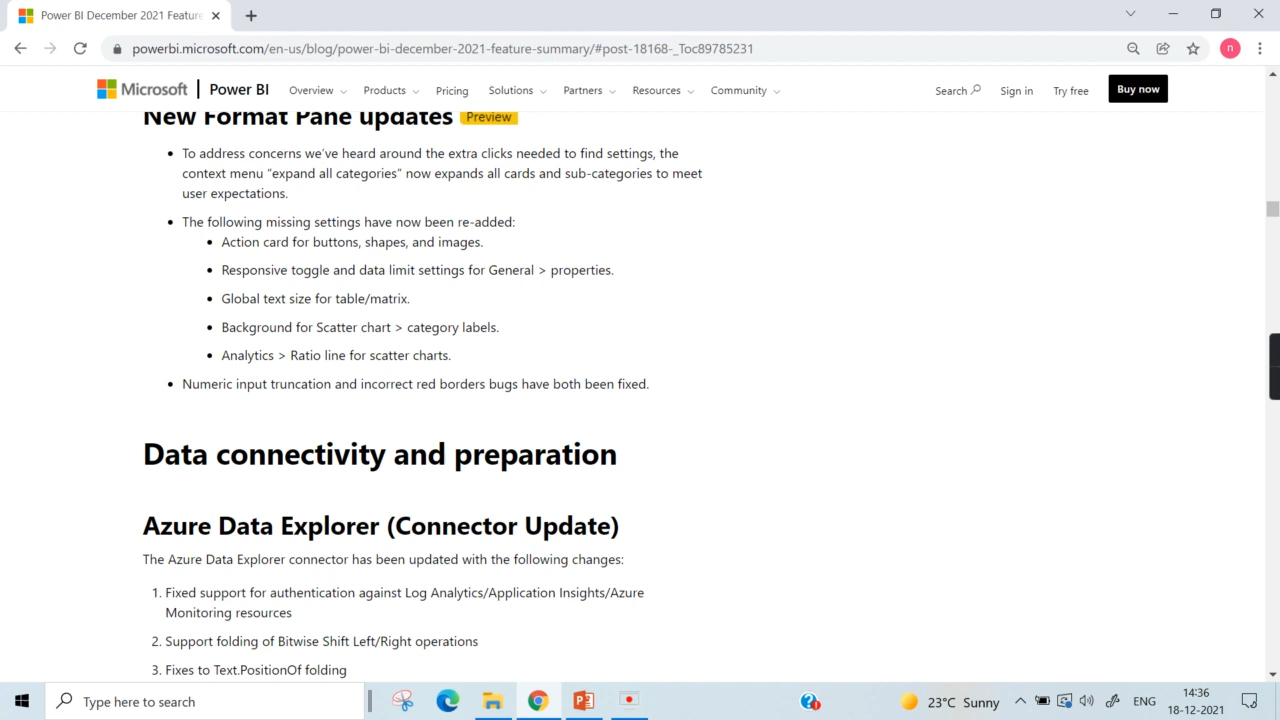 Power BI December 2021 Feature
powerbi.microsoft.com/en-us/blog/power-bi-december-2021-feature-summary/#post-18168-_Toc89785231
n
Microsoft Power BI Overview Products Pricing Solutions Partners Resources Community Search Sign in Try free Buy now
New Format Pane updates Preview
• To address concerns we’ve heard around the extra clicks needed to find settings, the
context menu “expand all categories” now expands all cards and sub-categories to meet
user expectations.
• The following missing settings have now been re-added:
• Action card for buttons, shapes, and images.
• Responsive toggle and data limit settings for General > properties.
• Global text size for table/matrix.
• Background for Scatter chart > category labels.
• Analytics > Ratio line for scatter charts.
• Numeric input truncation and incorrect red borders bugs have both been fixed.
Data connectivity and preparation
Azure Data Explorer (Connector Update)
The Azure Data Explorer connector has been updated with the following changes:
1. Fixed support for authentication against Log Analytics/Application Insights/Azure
Monitoring resources
2. Support folding of Bitwise Shift Left/Right operations
3. Fixes to Text.PositionOf folding
Type here to search
23°C Sunny
ENG
14:36
18-12-2021